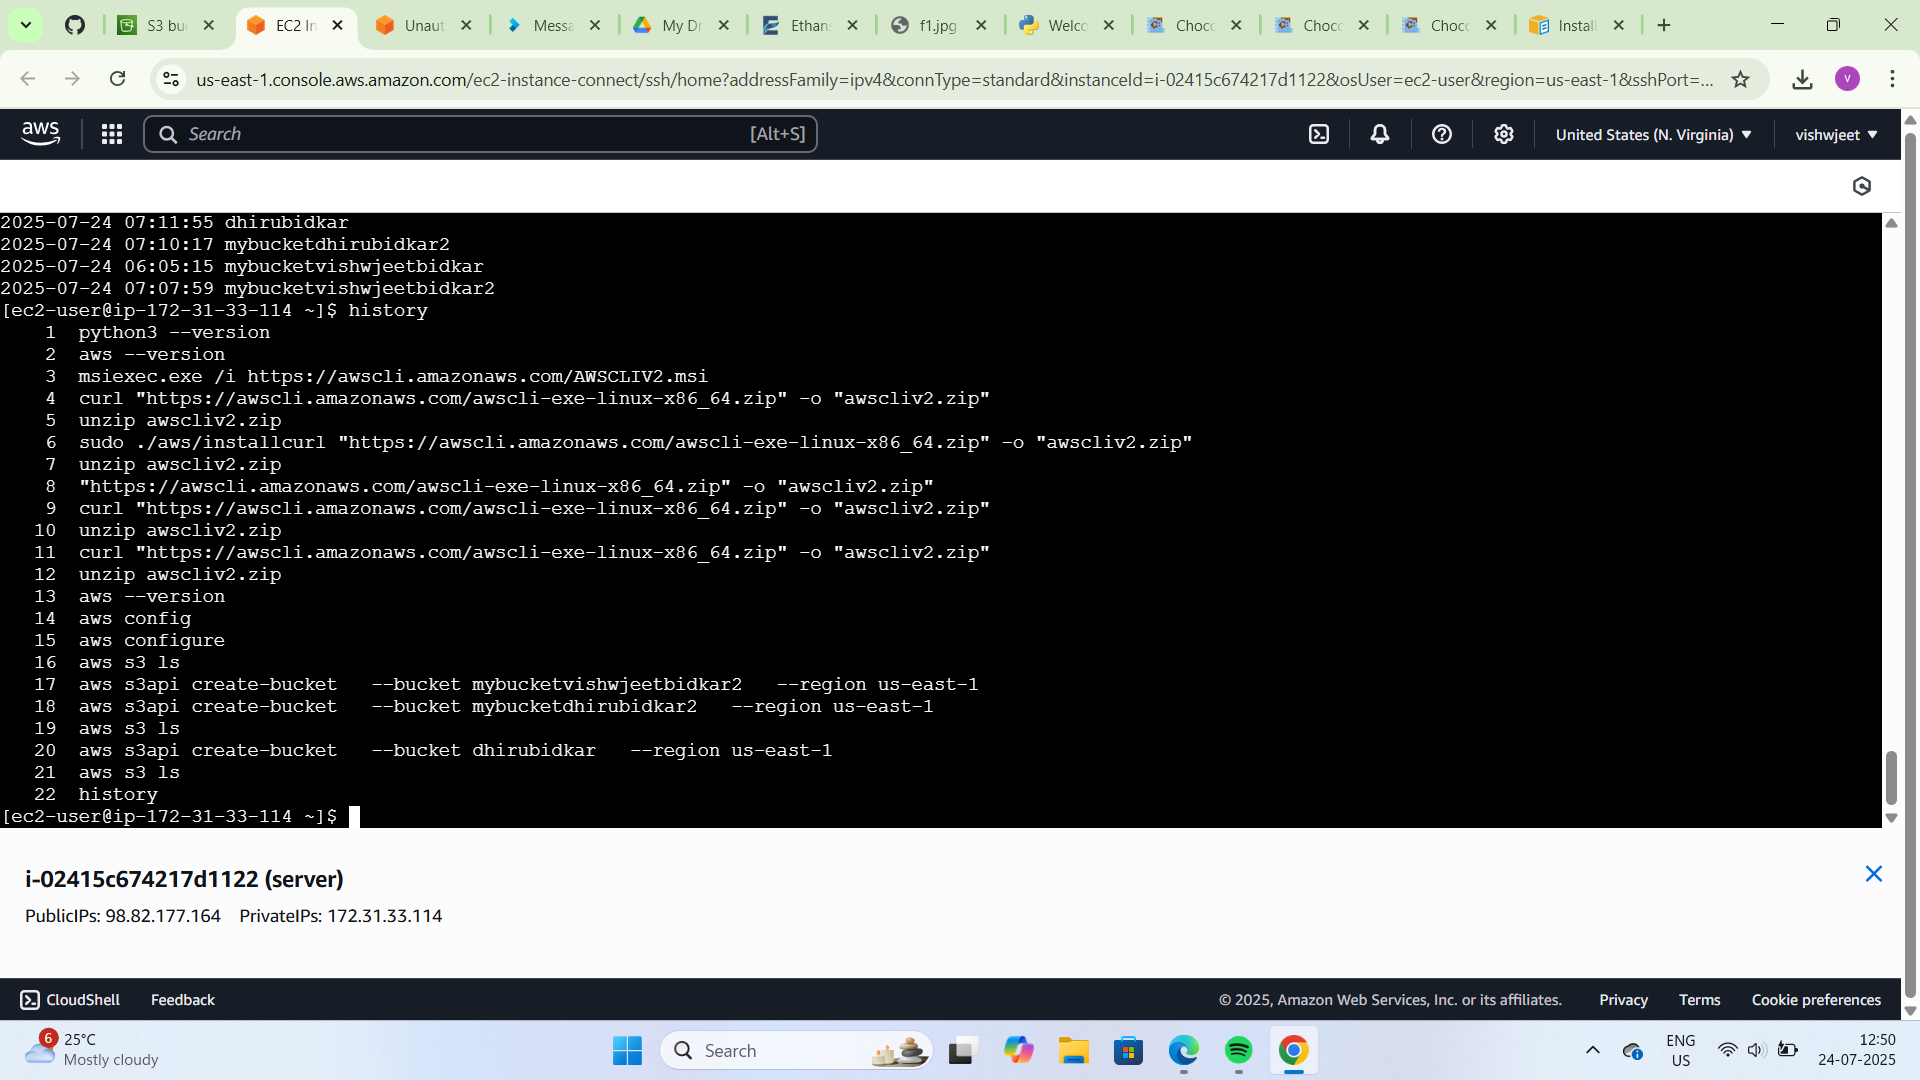 S3 bu
EC2 In
Unaut
Messa
My Dr
Ethans
f1.jpg
Welco
Choco
Choco
Choco
Install
us-east-1.console.aws.amazon.com/ec2-instance-connect/ssh/home?addressFamily=ipv4&connType=standard&instanceId=i-02415c674217d1122&osUser=ec2-user&region=us-east-1&sshPort=...
V
aws
Search
[Alt+S]
United States (N. Virginia)
vishwjeet
2025-07-24 07:11:55 dhirubidkar
2025-07-24 07:10:17 mybucketdhirubidkar2
2025-07-24 06:05:15 mybucketvishwjeetbidkar
2025-07-24 07:07:59 mybucketvishwjeetbidkar2
[ec2-user@ip-172-31-33-114 ~]$ history
1 python3 --version
2 aws --version
3 msiexec.exe /i https://awscli.amazonaws.com/AWSCLIV2.msi
4 curl "https://awscli.amazonaws.com/awscli-exe-linux-x86_64.zip" -o "awscliv2.zip"
5 unzip awscliv2.zip
6 sudo ./aws/installcurl "https://awscli.amazonaws.com/awscli-exe-linux-x86_64.zip" -o "awscliv2.zip"
7 unzip awscliv2.zip
8 "https://awscli.amazonaws.com/awscli-exe-linux-x86_64.zip" -o "awscliv2.zip"
9 curl "https://awscli.amazonaws.com/awscli-exe-linux-x86_64.zip" -o "awscliv2.zip"
10 unzip awscliv2.zip
11 curl "https://awscli.amazonaws.com/awscli-exe-linux-x86_64.zip" -o "awscliv2.zip"
12 unzip awscliv2.zip
13 aws --version
14 aws config
15 aws configure
16 aws s3 ls
17 aws s3api create-bucket   --bucket mybucketvishwjeetbidkar2   --region us-east-1
18 aws s3api create-bucket   --bucket mybucketdhirubidkar2   --region us-east-1
19 aws s3 ls
20 aws s3api create-bucket   --bucket dhirubidkar   --region us-east-1
21 aws s3 ls
22 history
[ec2-user@ip-172-31-33-114 ~]$
i-02415c674217d1122 (server)
PublicIPs: 98.82.177.164 PrivateIPs: 172.31.33.114
CloudShell Feedback © 2025, Amazon Web Services, Inc. or its affiliates. Privacy Terms Cookie preferences
6
25°C
Mostly cloudy
Search
ENG
US
12:50
24-07-2025